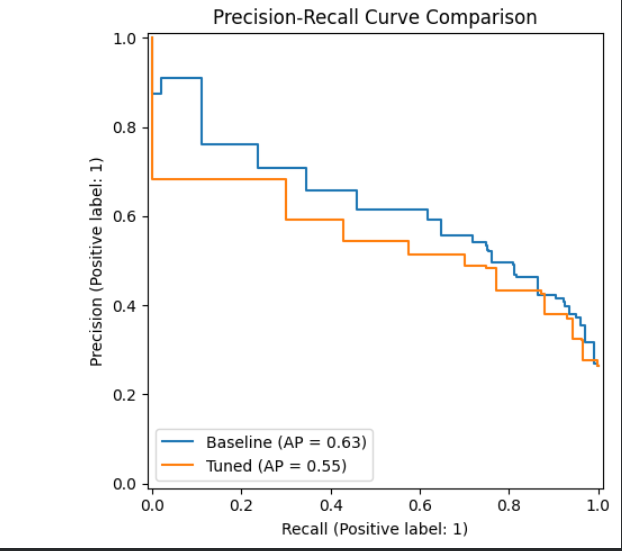 Precision-Recall Curve Comparison
1.0
0.8
0.6
0.4
0.2
0.0
Precision (Positive label: 1)
Baseline (AP = 0.63)
Tuned (AP = 0.55)
0.0 0.2 0.4 0.6 0.8 1.0
Recall (Positive label: 1)